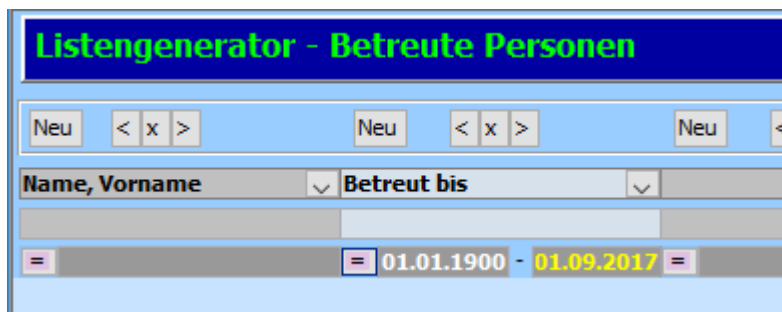 Listengenerator - Betreute Personen
Neu < x > Neu < x > Neu <
Name, Vorname Betreut bis
= = 01.01.1900 - 01.09.2017 =